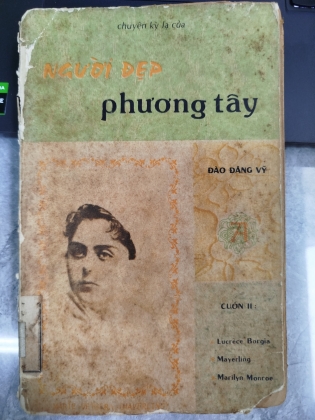 chuyện kỳ lạ của
NGƯỜI ĐẸP
phương tây
ĐÀO ĐĂNG VỸ
CUỐN II :
Lucrèce Borgia
Mayerling
Marilyn Monroe